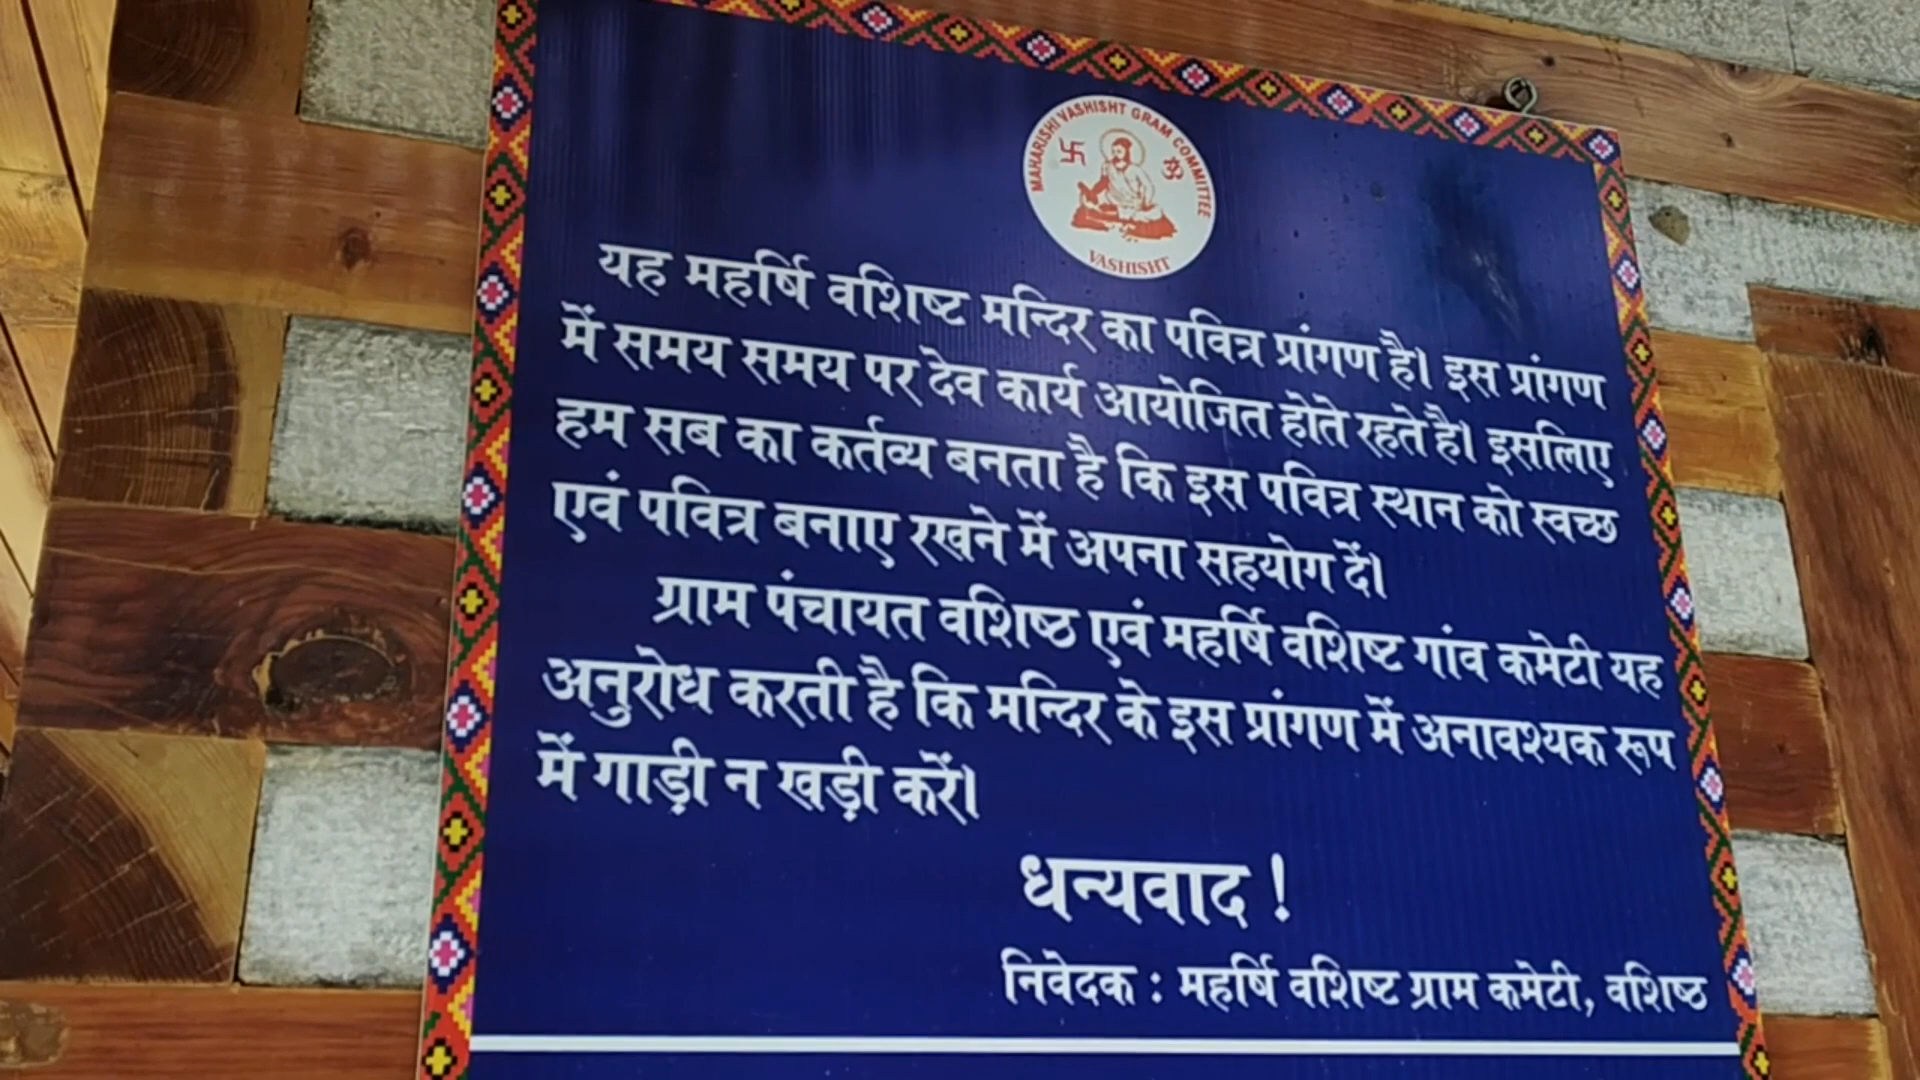 MAHARISHI VASHISHT GRAM COMMITTEE
VASHISHT
यह महर्षि वशिष्ट मन्दिर का पवित्र प्रांगण है। इस प्रांगण
में समय समय पर देव कार्य आयोजित होते रहते है। इसलिए
हम सब का कर्तव्य बनता है कि इस पवित्र स्थान को स्वच्छ
एवं पवित्र बनाए रखने में अपना सहयोग दें।
ग्राम पंचायत वशिष्ठ एवं महर्षि वशिष्ट गांव कमेटी यह
अनुरोध करती है कि मन्दिर के इस प्रांगण में अनावश्यक रूप
में गाड़ी न खड़ी करें।
धन्यवाद !
निवेदक : महर्षि वशिष्ट ग्राम कमेटी, वशिष्ठ